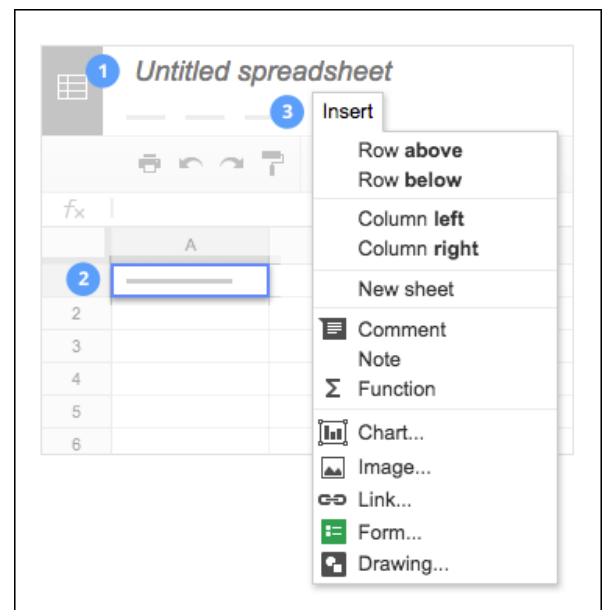 1 Untitled spreadsheet
3 Insert
Row above
Row below
fx
Column left
A
Column right
2
New sheet
2
Comment
3
Note
4
Σ Function
5
Chart...
6
Image...
Link...
Form...
Drawing...